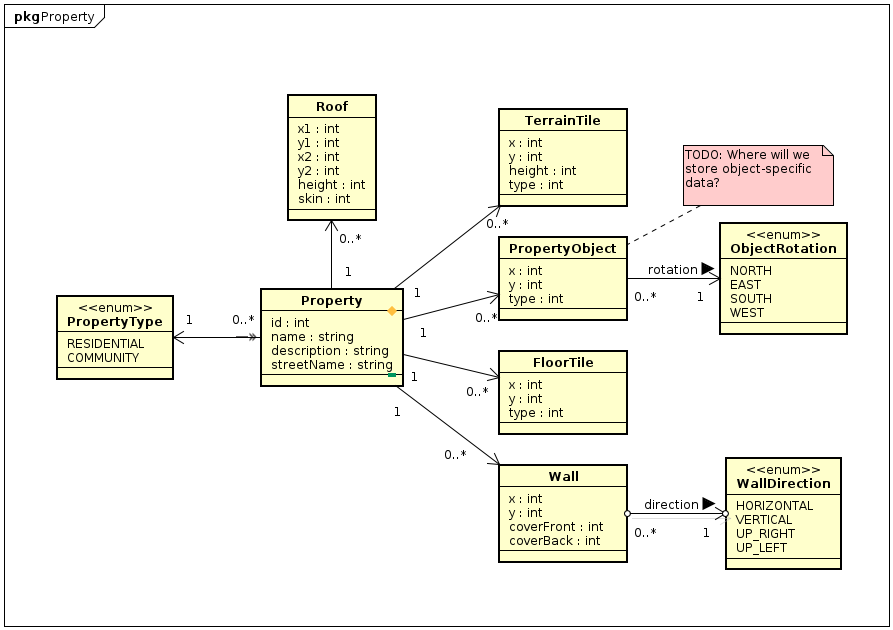 pkg Property
Roof
x1 : int
y1 : int
x2 : int
y2 : int
height : int
skin : int
TerrainTile
x : int
y : int
height : int
type : int
TODO: Where will we
store object-specific
data?
0..*
1
0..*
1
PropertyObject
x : int
y : int
type : int
rotation
0..*
1
<<enum>>
ObjectRotation
NORTH
EAST
SOUTH
WEST
<<enum>>
PropertyType
RESIDENTIAL
COMMUNITY
1
0..*
Property
id : int
name : string
description : string
streetName : string
0..*
1
FloorTile
x : int
y : int
type : int
1
0..*
1
0..*
Wall
x : int
y : int
coverFront : int
coverBack : int
direction
0..*
1
<<enum>>
WallDirection
HORIZONTAL
VERTICAL
UP_RIGHT
UP_LEFT